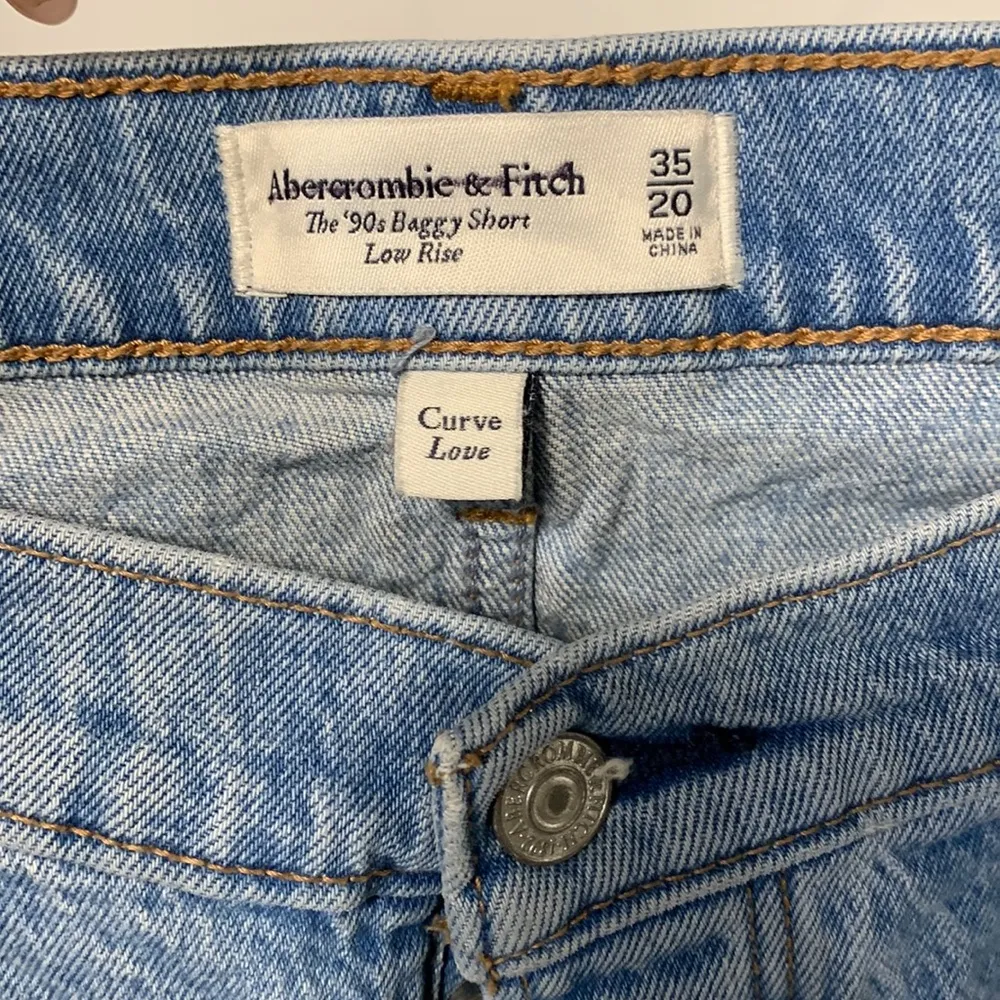 Abercrombie & Fitch
The '90s Baggy Short
Low Rise
35
20
MADE IN
CHINA
Curve
Love